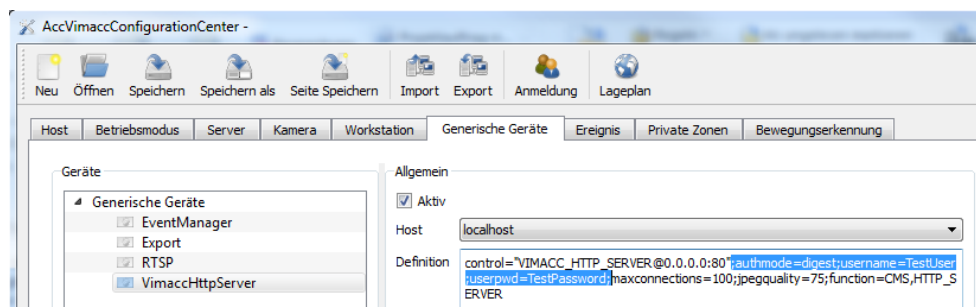 AccVimaccConfigurationCenter -
Neu Öffnen Speichern Speichern als Seite Speichern Import Export Anmeldung Lageplan
Host Betriebsmodus Server Kamera Workstation Generische Geräte Ereignis Private Zonen Bewegungserkennung
Geräte Allgemein
Generische Geräte Aktiv
EventManager Host localhost
Export
RTSP Definition control="VIMACC_HTTP_SERVER@0.0.0.0:80";authmode=digest;username=TestUser
VimaccHttpServer ;userpwd=TestPassword;maxconnections=100;jpegquality=75;function=CMS,HTTP_S
ERVER